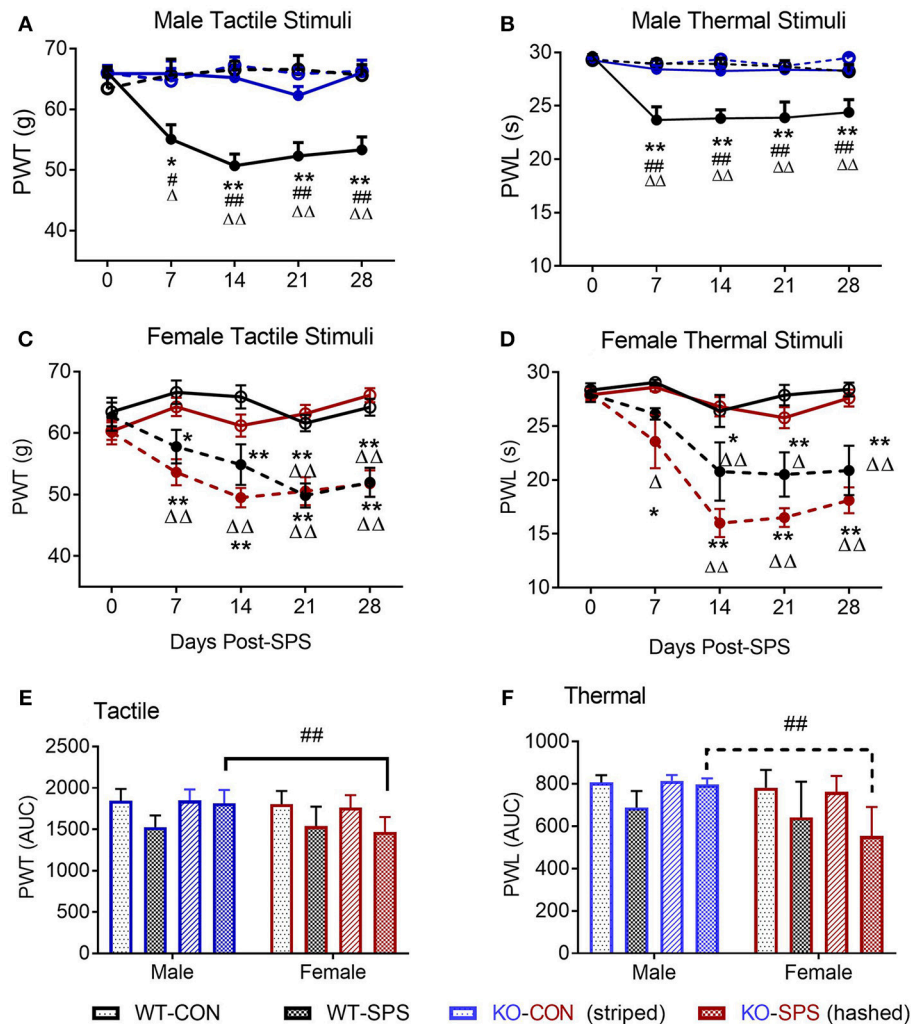 A Male Tactile Stimuli
PWT (g)
70
60
50
40
0 7 14 21 28
* ** ** **
# ## ## ##
Δ ΔΔ ΔΔ ΔΔ
B Male Thermal Stimuli
PWL (s)
30
25
20
15
10
0 7 14 21 28
** ** ** **
## ## ## ##
ΔΔ ΔΔ ΔΔ ΔΔ
C Female Tactile Stimuli
PWT (g)
70
60
50
40
* ** ** **
ΔΔ ΔΔ
** ΔΔ ** **
ΔΔ ** ΔΔ ΔΔ
0 7 14 21 28
Days Post-SPS
D Female Thermal Stimuli
PWL (s)
30
25
20
15
10
* ** **
ΔΔ Δ ΔΔ
Δ
* ** ** **
ΔΔ ΔΔ ΔΔ
0 7 14 21 28
Days Post-SPS
E Tactile
PWT (AUC)
2500
2000
1500
1000
500
0
##
Male Female
F Thermal
PWL (AUC)
1000
800
600
400
200
0
##
Male Female
WT-CON WT-SPS KO-CON (striped) KO-SPS (hashed)